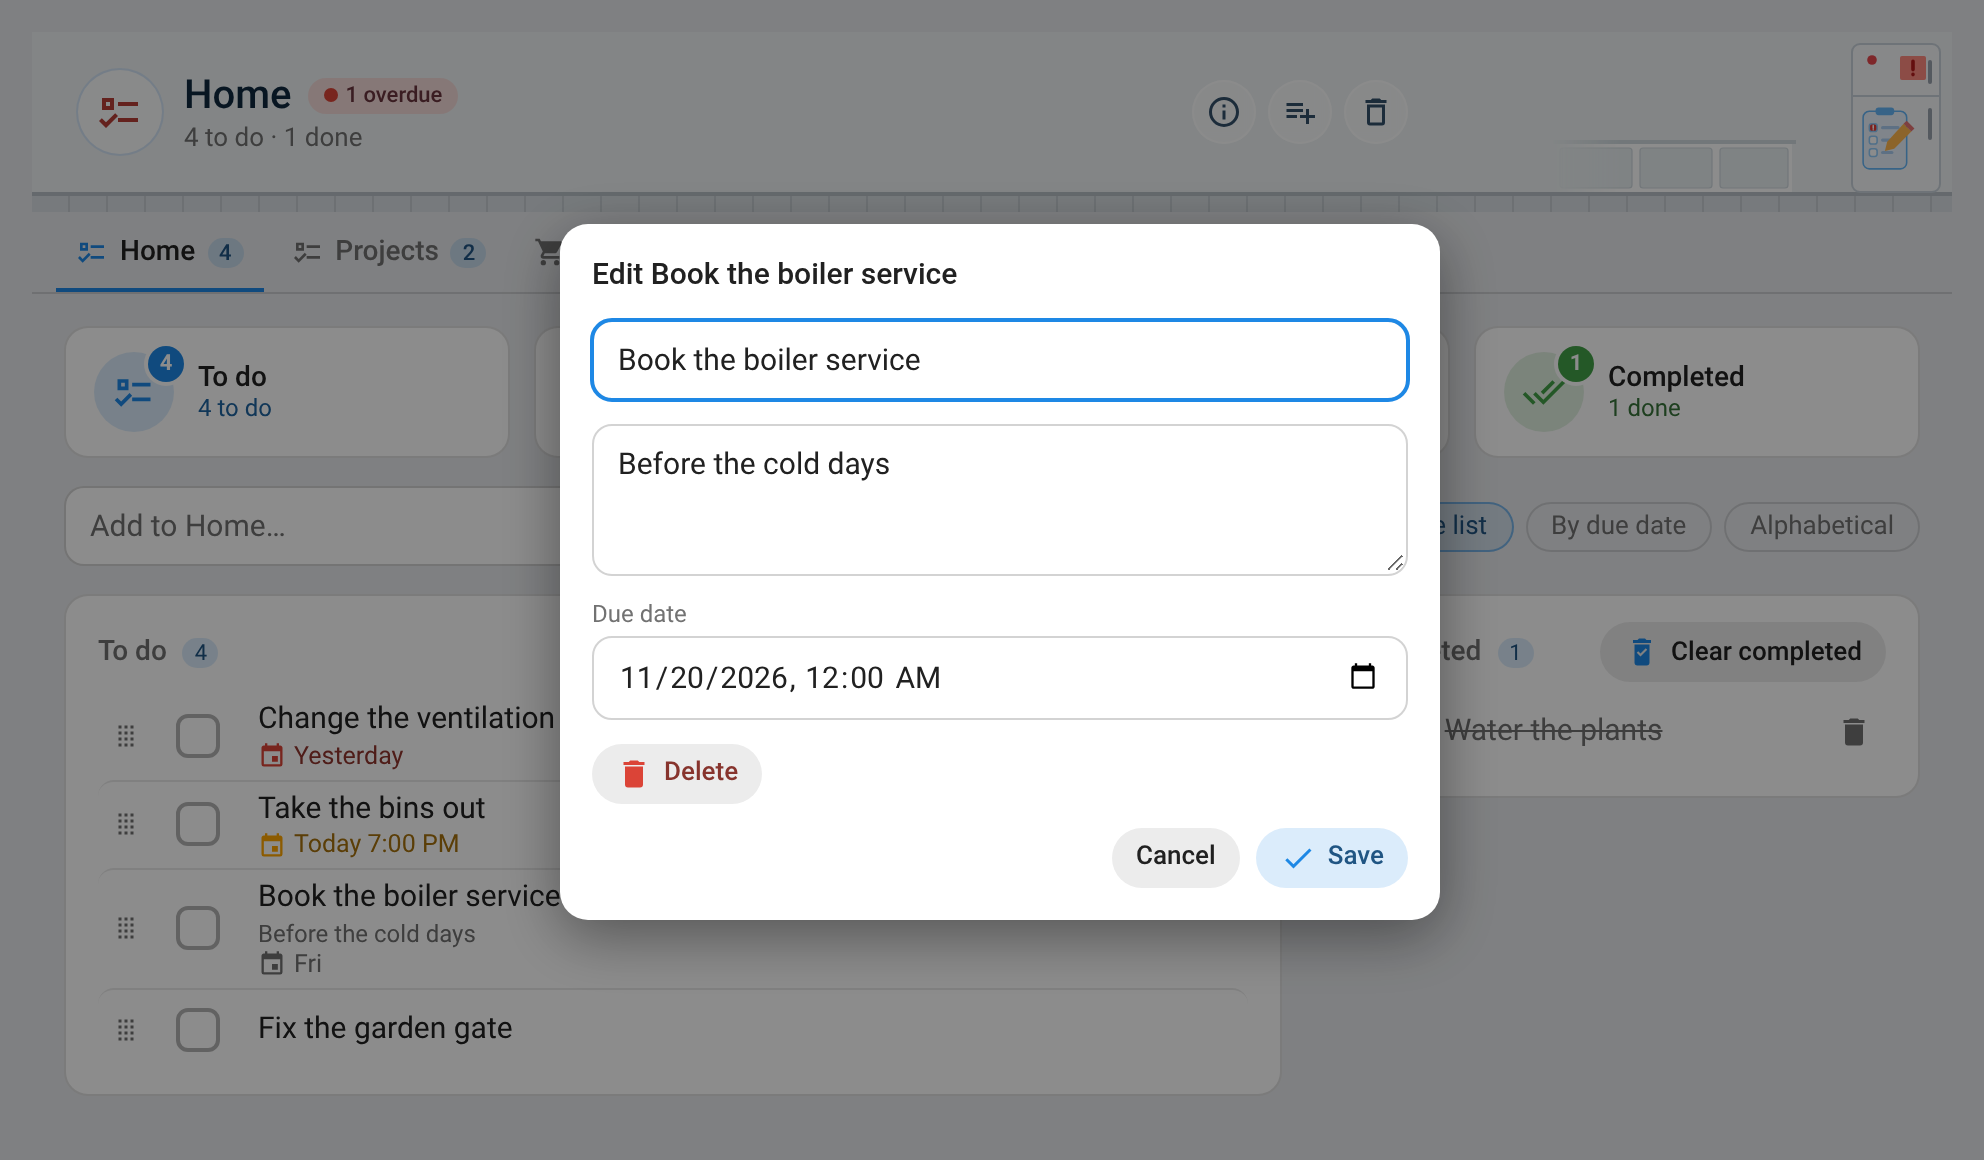 Home
1 overdue
4 to do · 1 done
Home 4
Projects 2
4
To do
4 to do
1
Completed
1 done
Add to Home...
list
By due date
Alphabetical
To do 4
Change the ventilation
Yesterday
Take the bins out
Today 7:00 PM
Book the boiler service
Before the cold days
Fri
Fix the garden gate
1
Clear completed
Water the plants
Edit Book the boiler service
Book the boiler service
Before the cold days
Due date
11/20/2026, 12:00 AM
Delete
Cancel
Save